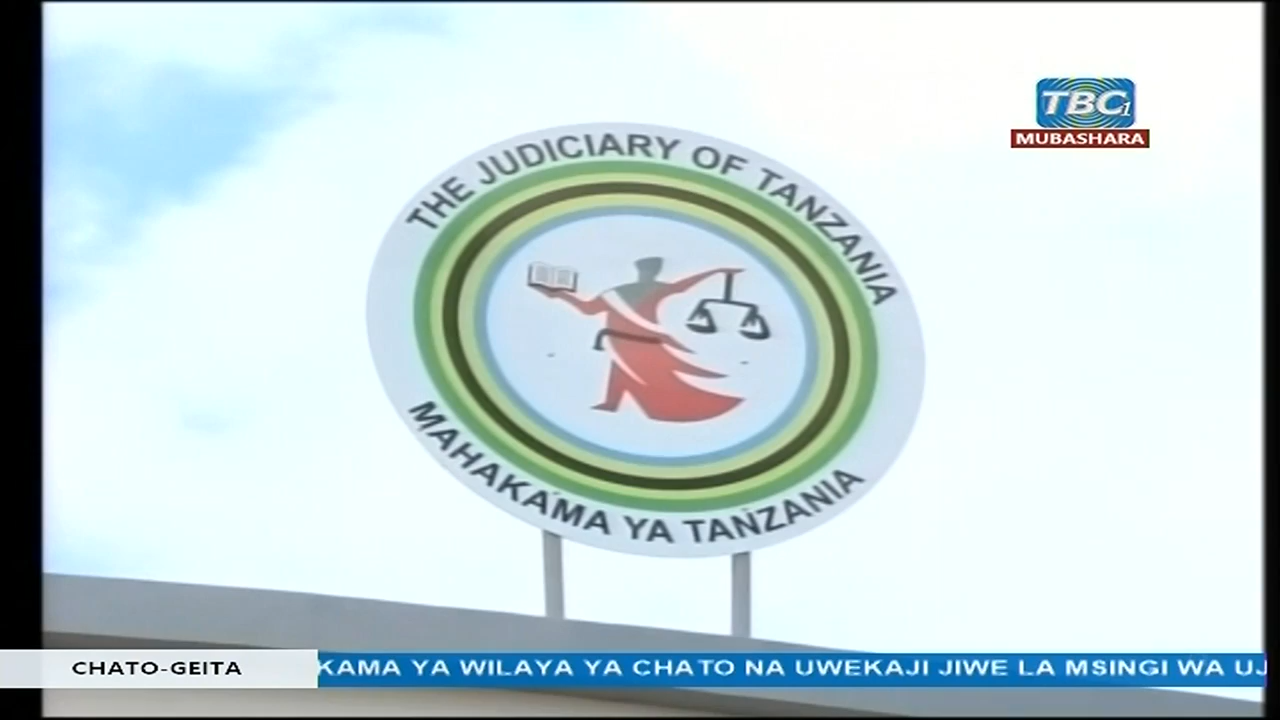 TBC1
MUBASHARA
THE JUDICIARY OF TANZANIA
MAHAKAMA YA TANZANIA
CHATO-GEITA
KAMA YA WILAYA YA CHATO NA UWEKAJI JIWE LA MSINGI WA UJ